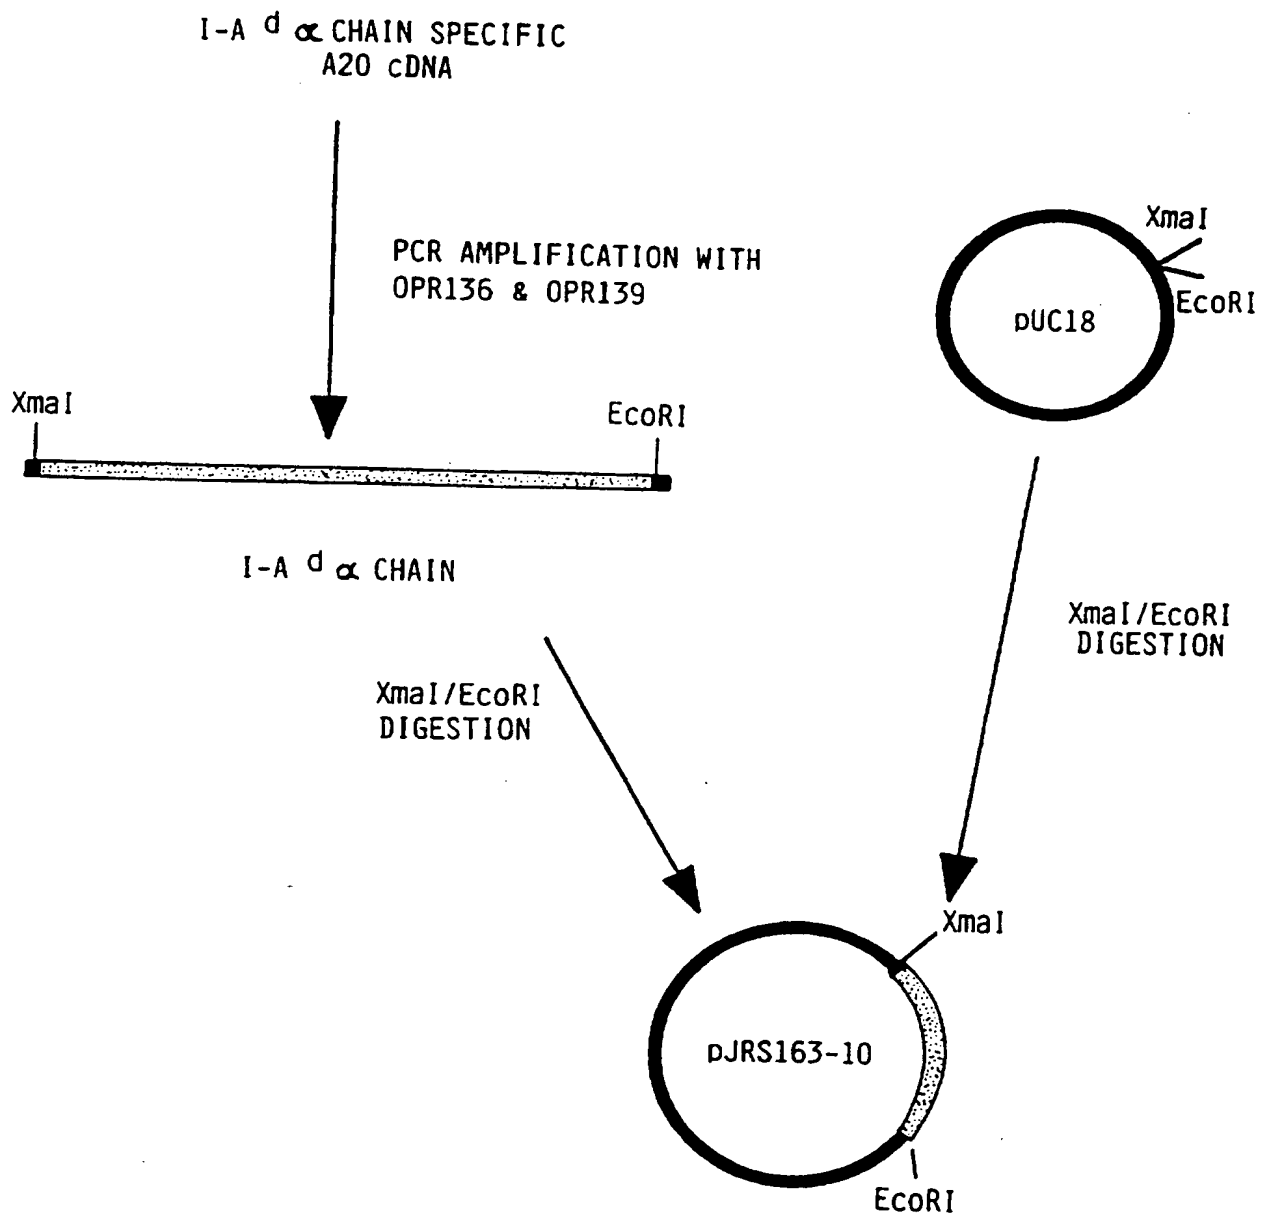 I-A d α CHAIN SPECIFIC
A20 cDNA
PCR AMPLIFICATION WITH
OPR136 & OPR139
XmaI
EcoRI
pUC18
XmaI
EcoRI
I-A d α CHAIN
XmaI/EcoRI
DIGESTION
XmaI/EcoRI
DIGESTION
XmaI
pJRS163-10
EcoRI